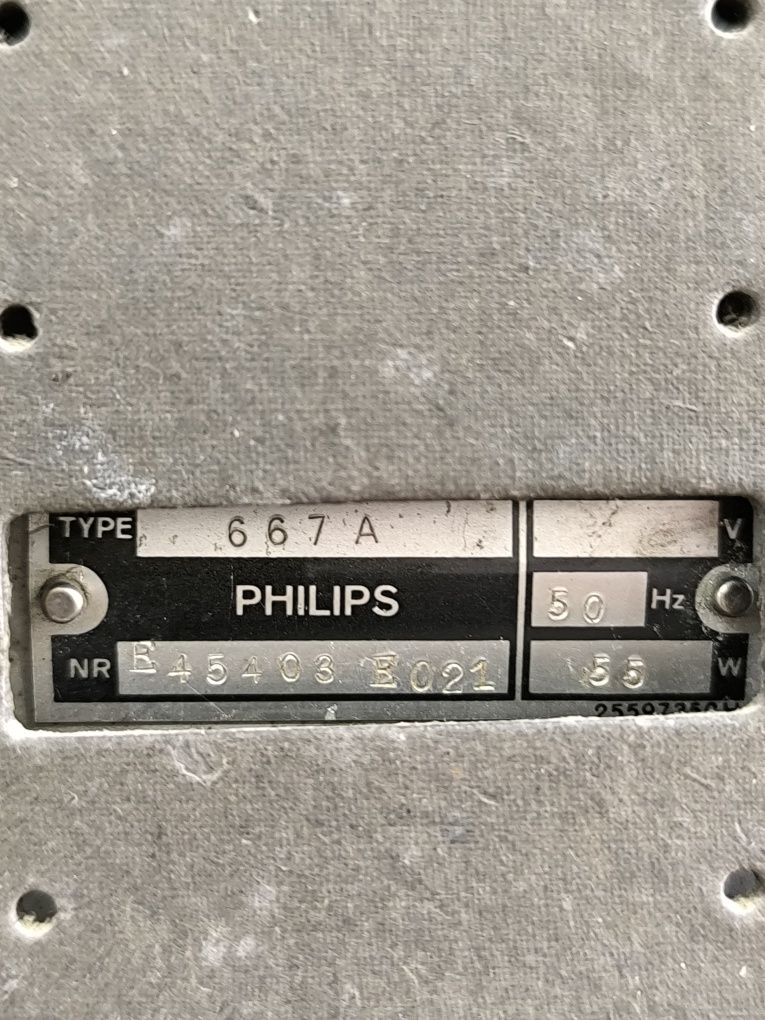 TYPE 667A V
PHILIPS 50 Hz
NR E45403 E021 55 W